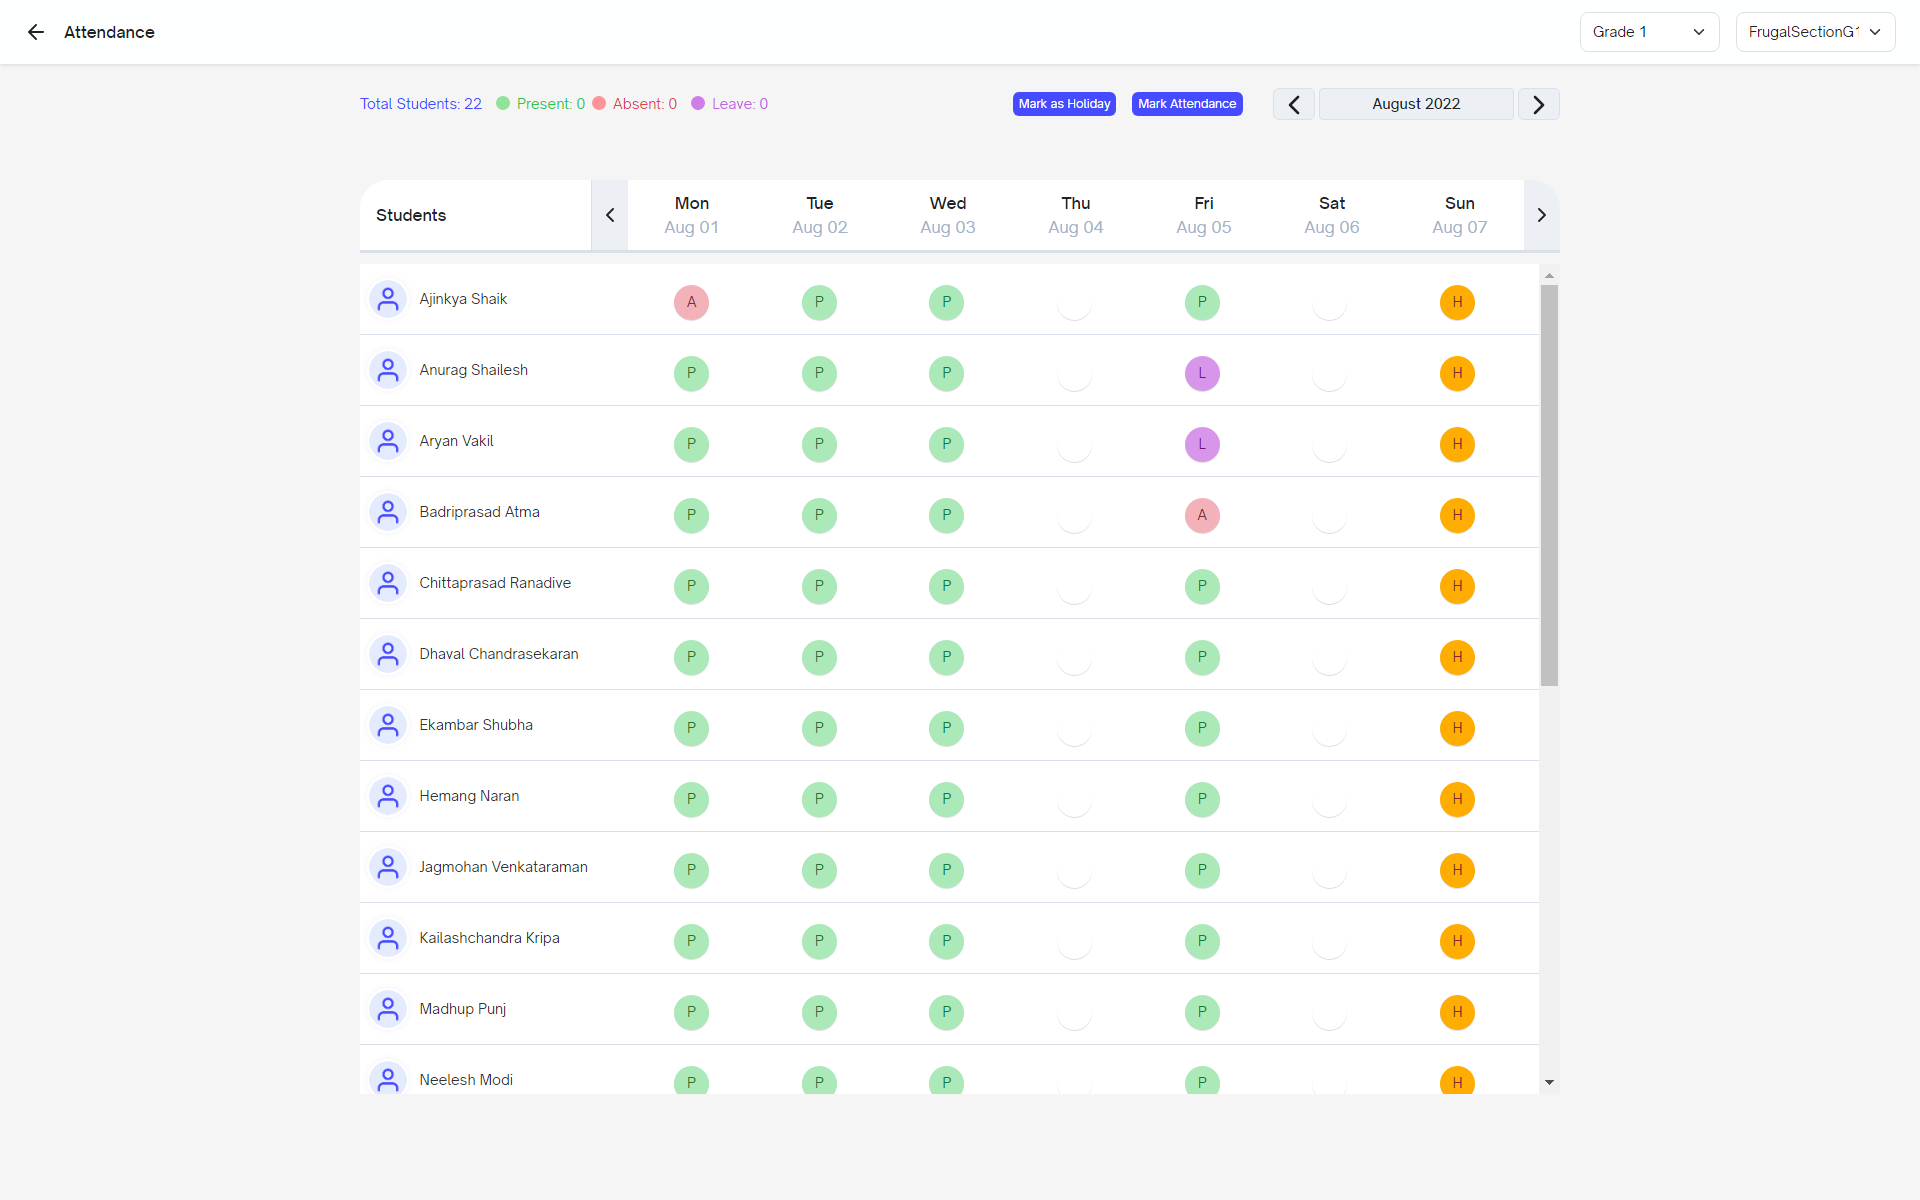 Attendance
Grade 1
FrugalSectionG1
Total Students: 22 Present: 0 Absent: 0 Leave: 0
Mark as Holiday
Mark Attendance
August 2022
Students
Mon Tue Wed Thu Fri Sat Sun
Aug 01 Aug 02 Aug 03 Aug 04 Aug 05 Aug 06 Aug 07
Ajinkya Shaik A P P P H
Anurag Shailesh P P P L H
Aryan Vakil P P P L H
Badriprasad Atma P P P A H
Chittaprasad Ranadive P P P P H
Dhaval Chandrasekaran P P P P H
Ekambar Shubha P P P P H
Hemang Naran P P P P H
Jagmohan Venkataraman P P P P H
Kailashchandra Kripa P P P P H
Madhup Punj P P P P H
Neelesh Modi P P P P H